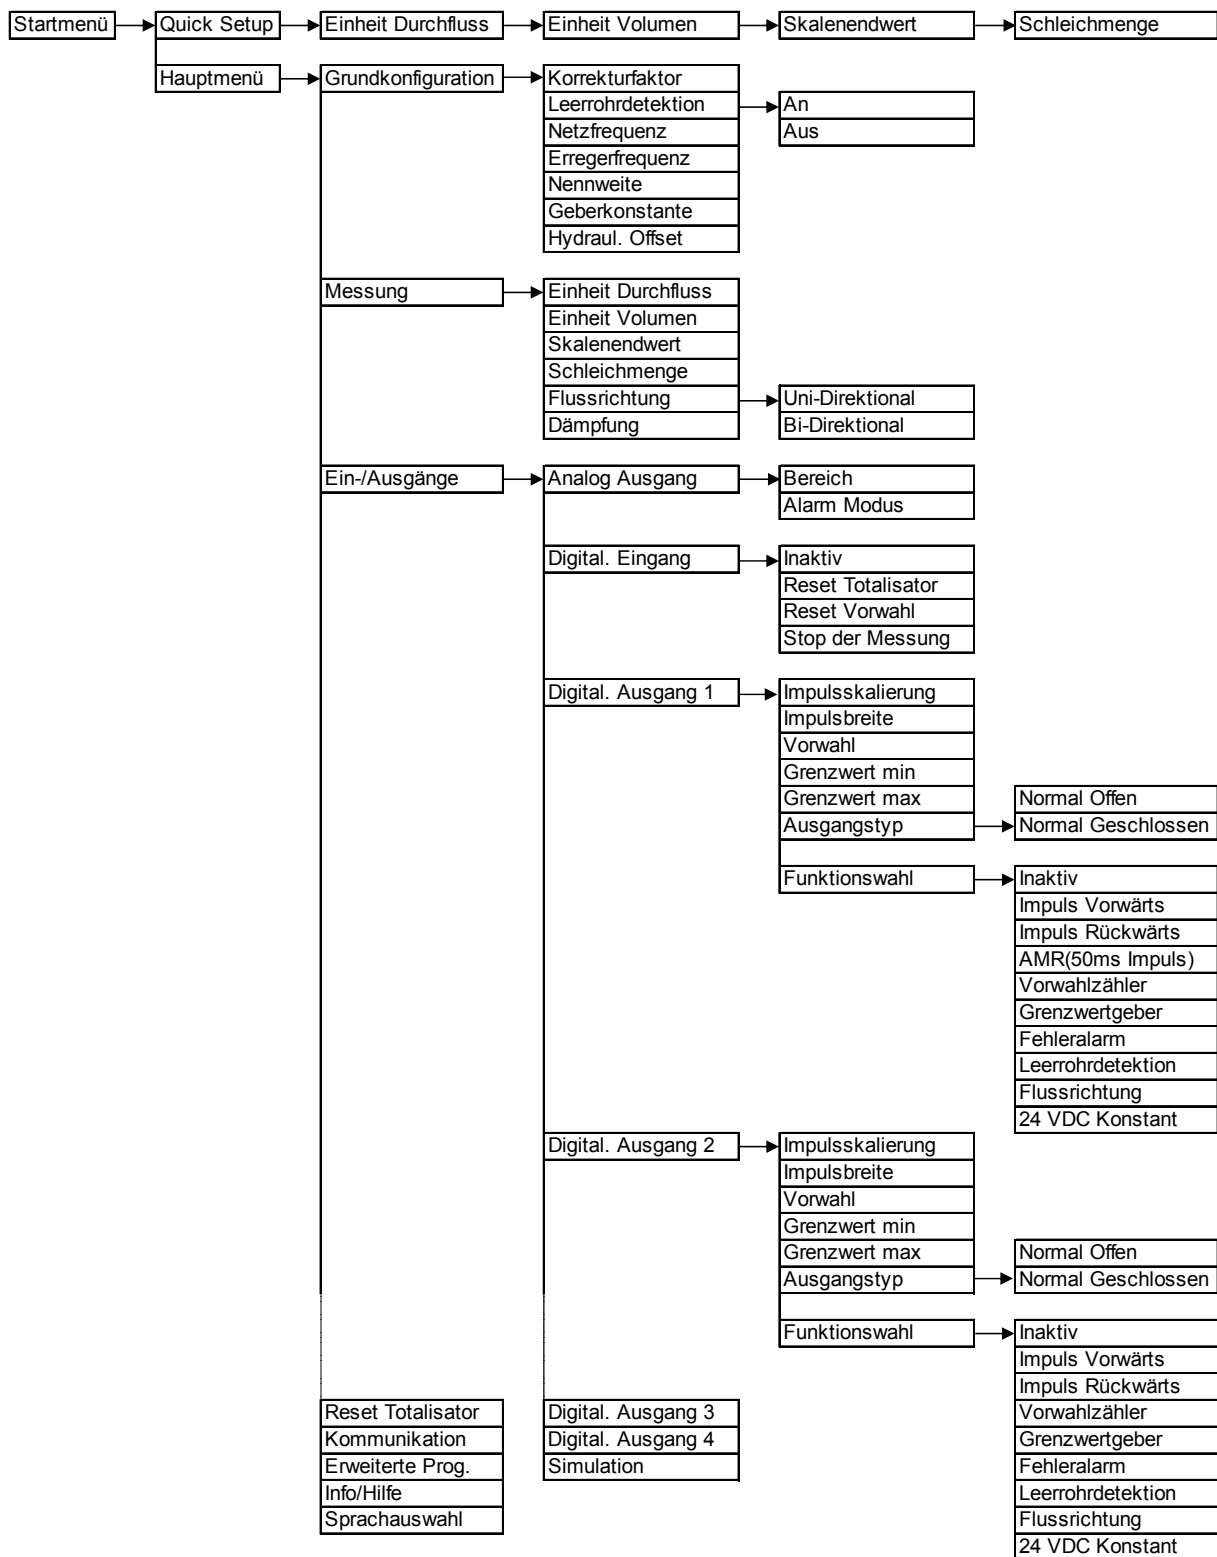 Startmenü
Quick Setup
Einheit Durchfluss
Einheit Volumen
Skalenendwert
Schleichmenge
Hauptmenü
Grundkonfiguration
Korrekturfaktor
Leerrohrdetektion
An
Netzfrequenz
Aus
Erregerfrequenz
Nennweite
Geberkonstante
Hydraul. Offset
Messung
Einheit Durchfluss
Einheit Volumen
Skalenendwert
Schleichmenge
Flussrichtung
Uni-Direktional
Dämpfung
Bi-Direktional
Ein-/Ausgänge
Analog Ausgang
Bereich
Alarm Modus
Digital. Eingang
Inaktiv
Reset Totalisator
Reset Vorwahl
Stop der Messung
Digital. Ausgang 1
Impulsskalierung
Impulsbreite
Vorwahl
Grenzwert min
Grenzwert max
Normal Offen
Ausgangstyp
Normal Geschlossen
Funktionswahl
Inaktiv
Impuls Vorwärts
Impuls Rückwärts
AMR(50ms Impuls)
Vorwahlzähler
Grenzwertgeber
Fehleralarm
Leerrohrdetektion
Flussrichtung
24 VDC Konstant
Digital. Ausgang 2
Impulsskalierung
Impulsbreite
Vorwahl
Grenzwert min
Grenzwert max
Normal Offen
Ausgangstyp
Normal Geschlossen
Funktionswahl
Inaktiv
Impuls Vorwärts
Impuls Rückwärts
Vorwahlzähler
Grenzwertgeber
Fehleralarm
Leerrohrdetektion
Flussrichtung
24 VDC Konstant
Reset Totalisator
Digital. Ausgang 3
Kommunikation
Digital. Ausgang 4
Erweiterte Prog.
Simulation
Info/Hilfe
Sprachauswahl